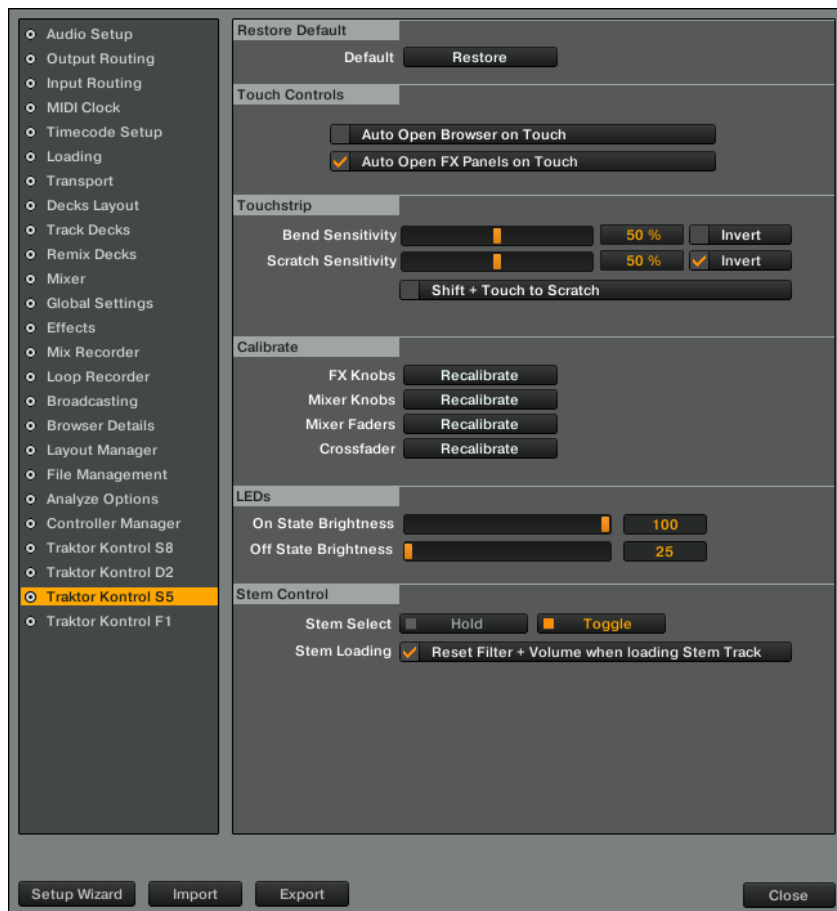 Audio Setup
Output Routing
Input Routing
MIDI Clock
Timecode Setup
Loading
Transport
Decks Layout
Track Decks
Remix Decks
Mixer
Global Settings
Effects
Mix Recorder
Loop Recorder
Broadcasting
Browser Details
Layout Manager
File Management
Analyze Options
Controller Manager
Traktor Kontrol S8
Traktor Kontrol D2
Traktor Kontrol S5
Traktor Kontrol F1
Restore Default
Default Restore
Touch Controls
Auto Open Browser on Touch
Auto Open FX Panels on Touch
Touchstrip
Bend Sensitivity 50 % Invert
Scratch Sensitivity 50 % Invert
Shift + Touch to Scratch
Calibrate
FX Knobs Recalibrate
Mixer Knobs Recalibrate
Mixer Faders Recalibrate
Crossfader Recalibrate
LEDs
On State Brightness 100
Off State Brightness 25
Stem Control
Stem Select Hold Toggle
Stem Loading Reset Filter + Volume when loading Stem Track
Setup Wizard Import Export Close